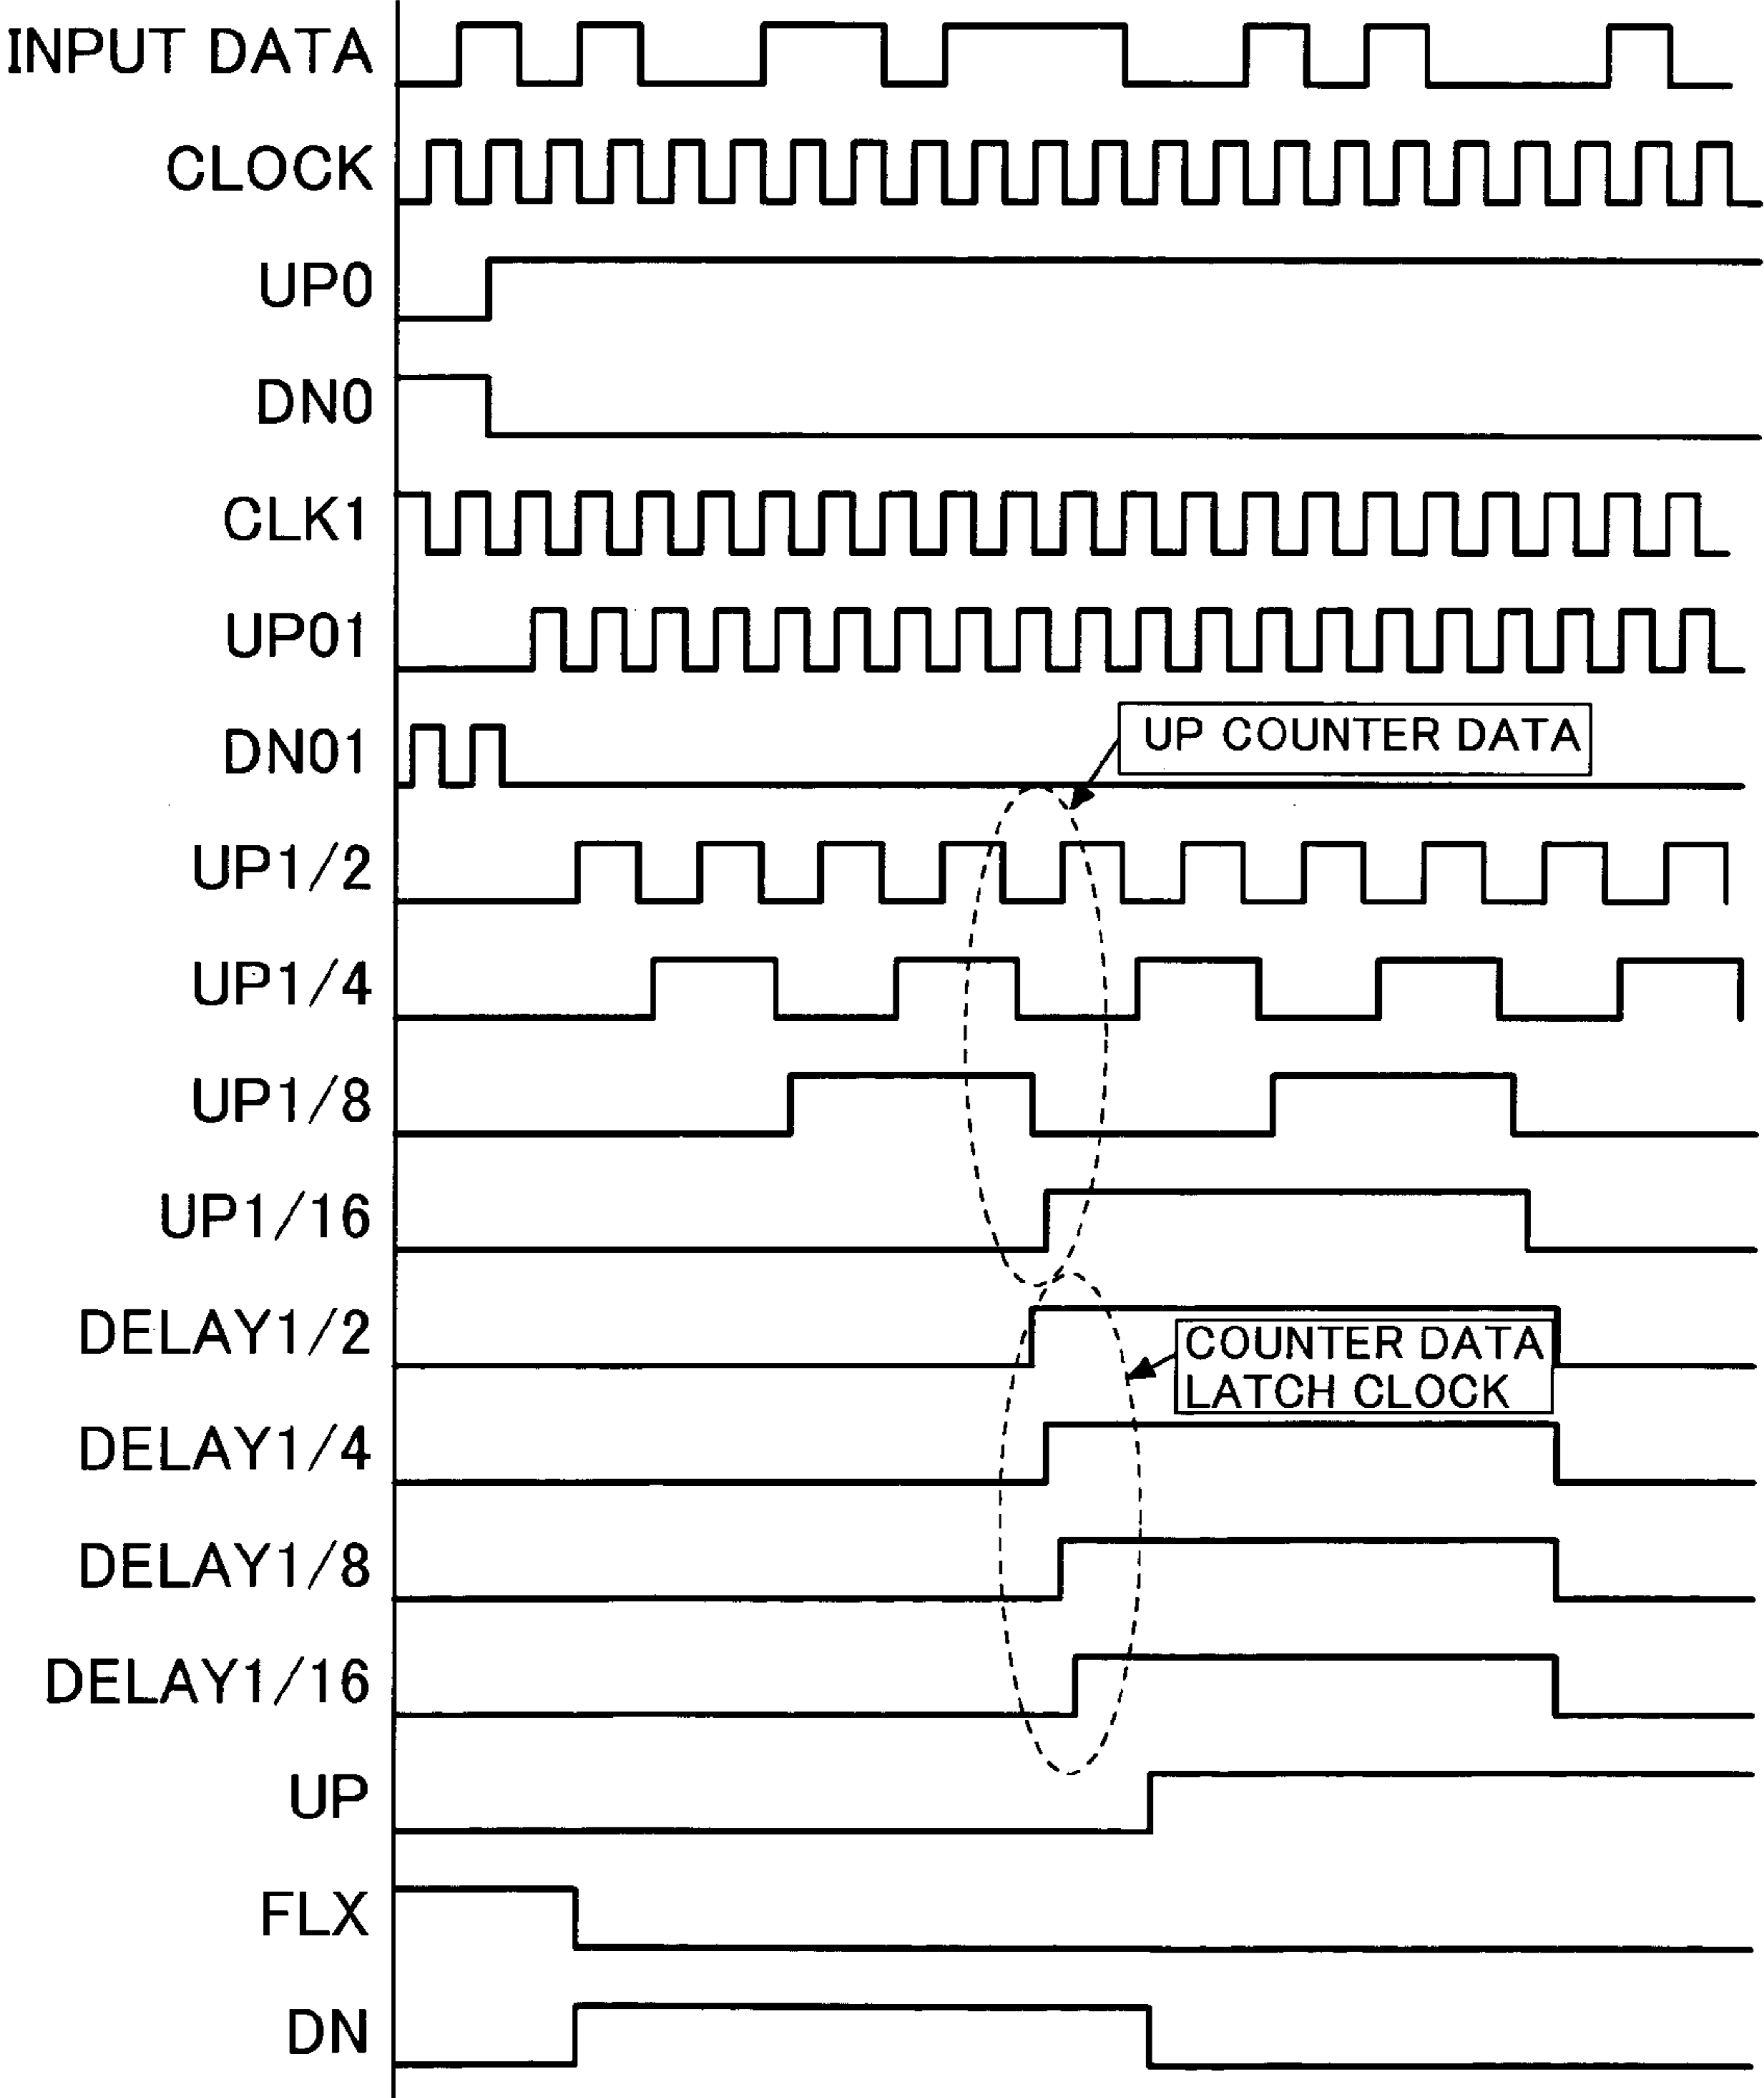 INPUT DATA
CLOCK
UP0
DN0
CLK1
UP01
DN01
UP COUNTER DATA
UP1/2
UP1/4
UP1/8
UP1/16
DELAY1/2
COUNTER DATA
LATCH CLOCK
DELAY1/4
DELAY1/8
DELAY1/16
UP
FLX
DN